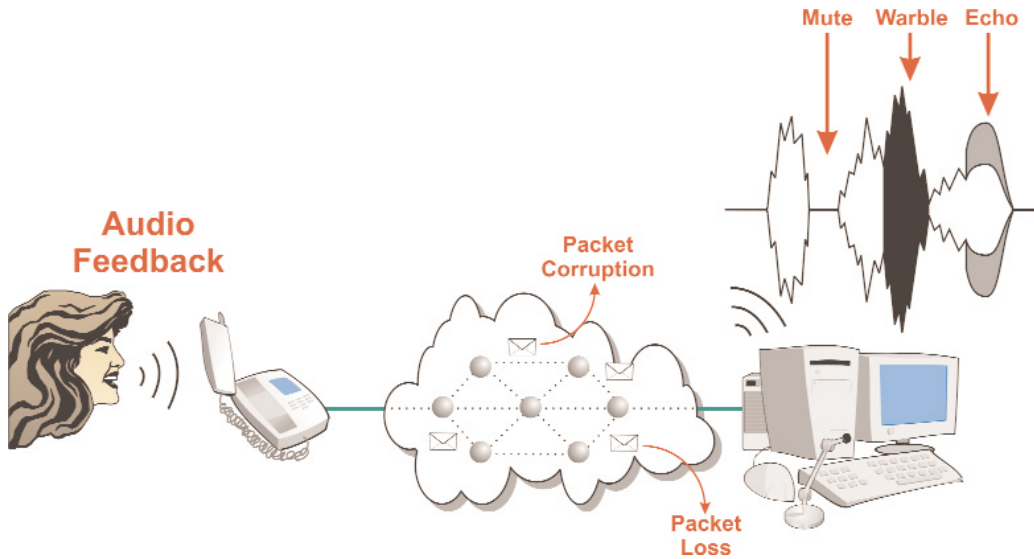 Mute Warble Echo
Audio
Feedback
Packet
Corruption
Packet
Loss